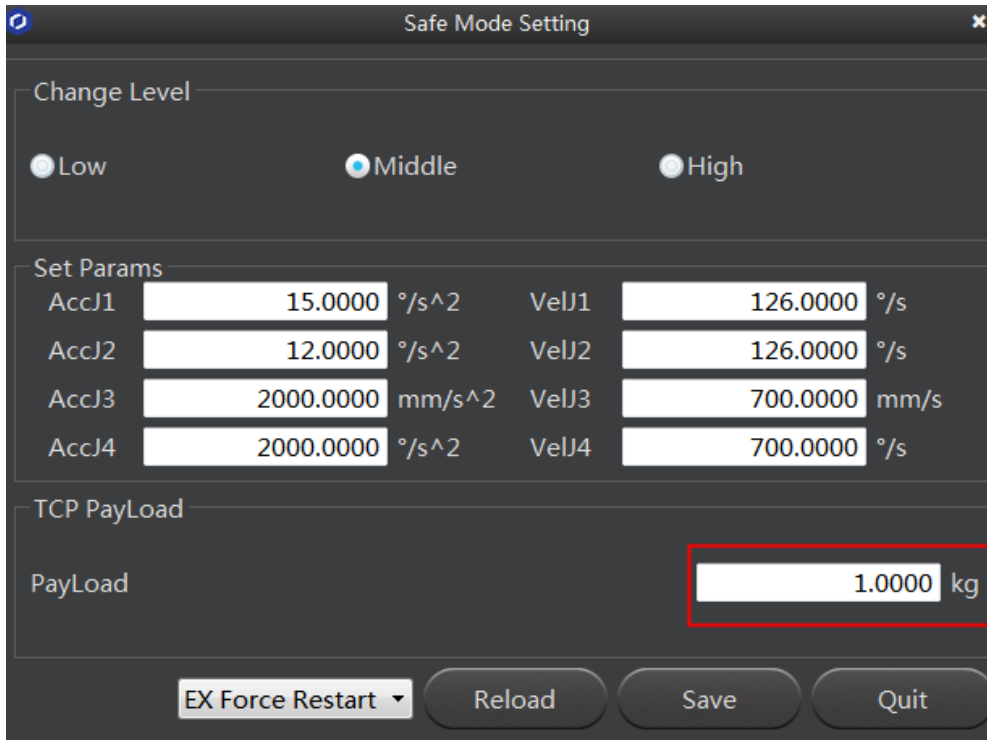 Safe Mode Setting
Change Level
Low Middle High
Set Params
AccJ1 15.0000 °/s^2 VelJ1 126.0000 °/s
AccJ2 12.0000 °/s^2 VelJ2 126.0000 °/s
AccJ3 2000.0000 mm/s^2 VelJ3 700.0000 mm/s
AccJ4 2000.0000 °/s^2 VelJ4 700.0000 °/s
TCP PayLoad
PayLoad 1.0000 kg
EX Force Restart Reload Save Quit